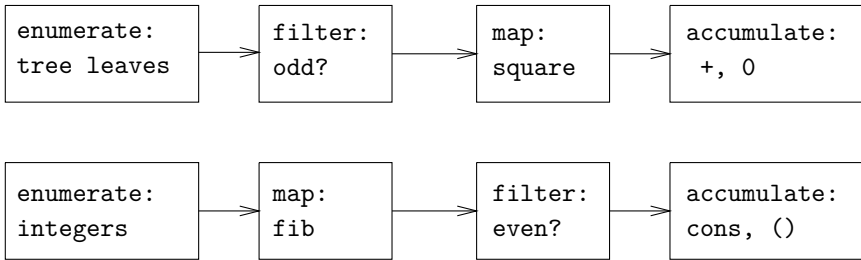 enumerate:
tree leaves
filter:
odd?
map:
square
accumulate:
+, 0
enumerate:
integers
map:
fib
filter:
even?
accumulate:
cons, ()